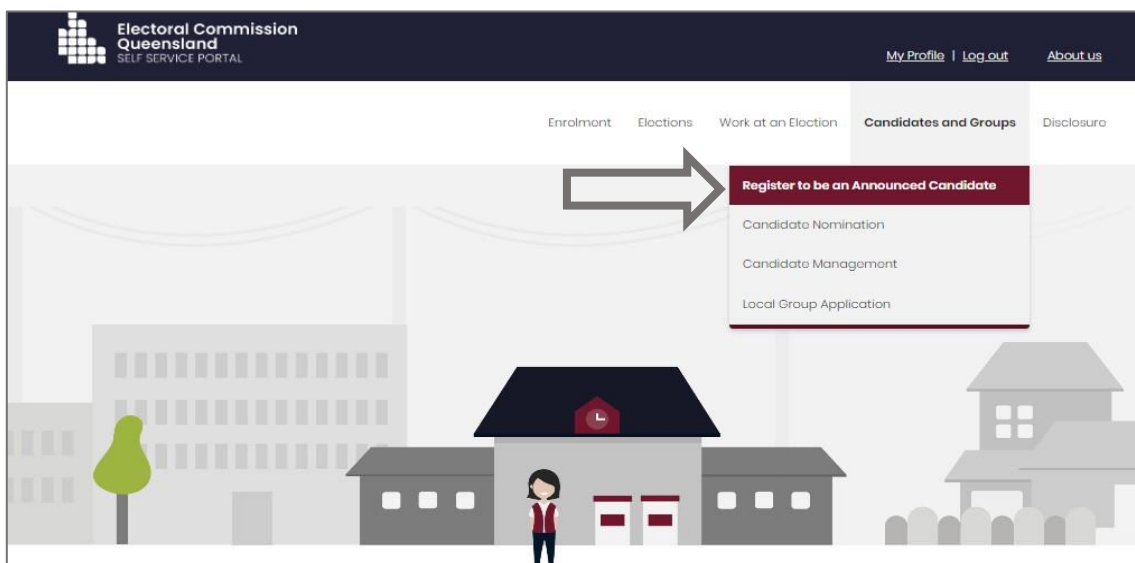 Electoral Commission
Queensland
SELF SERVICE PORTAL
My Profile | Log out About us
Enrolment Elections Work at an Election Candidates and Groups Disclosure
Register to be an Announced Candidate
Candidate Nomination
Candidate Management
Local Group Application